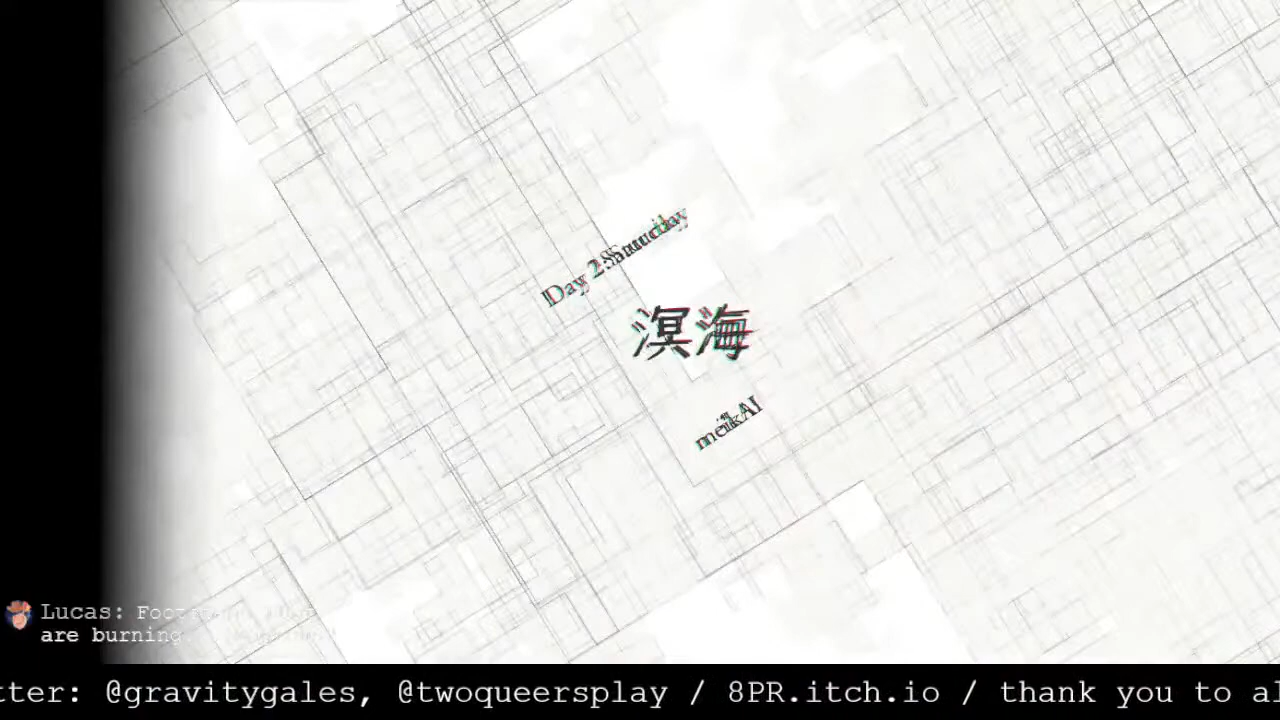 Day 2:Saturday
溟海
meikAI
Lucas:
are burning
tter: @gravitygales, @twoqueersplay / 8PR.itch.io / thank you to al